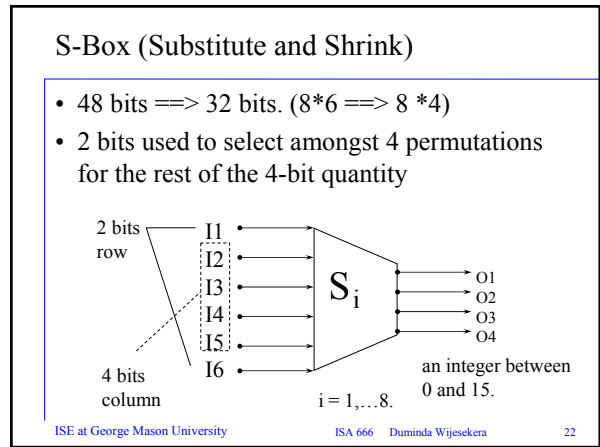 S-Box (Substitute and Shrink)
• 48 bits ==> 32 bits. (8*6 ==> 8 *4)
• 2 bits used to select amongst 4 permutations
for the rest of the 4-bit quantity
2 bits
row
I1
I2
I3
I4
I5
I6
4 bits
column
Si
O1
O2
O3
O4
an integer between
0 and 15.
i = 1,…8.
ISE at George Mason University ISA 666 Duminda Wijesekera 22